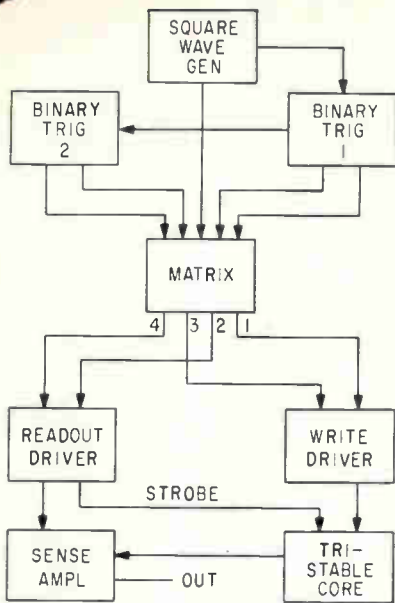 SQUARE
WAVE
GEN
BINARY
TRIG
2
BINARY
TRIG
1
MATRIX
4 3 2 1
READOUT
DRIVER
WRITE
DRIVER
STROBE
SENSE
AMPL
OUT
TRI-
STABLE
CORE